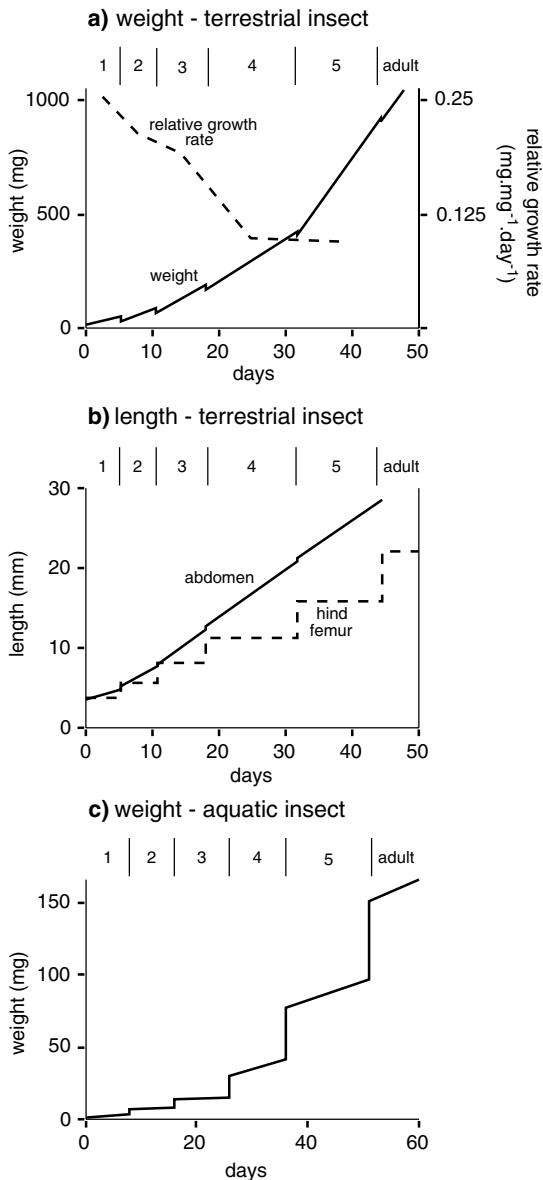 a) weight - terrestrial insect
1 2 3 4 5 adult
1000
500
0
weight (mg)
relative growth
rate
weight
0.25
0.125
0
relative growth rate
(mg.mg-1.day-1)
0 10 20 30 40 50
days
b) length - terrestrial insect
1 2 3 4 5 adult
30
20
10
0
length (mm)
abdomen
hind
femur
0 10 20 30 40 50
days
c) weight - aquatic insect
1 2 3 4 5 adult
150
100
50
0
weight (mg)
0 20 40 60
days